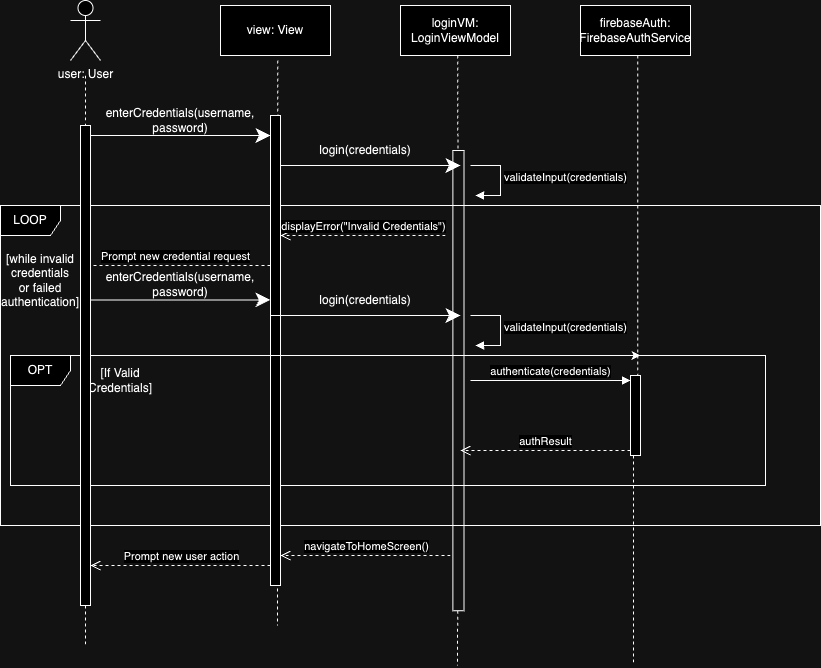 view: View
loginVM:
LoginViewModel
firebaseAuth:
FirebaseAuthService
user: User
enterCredentials(username,
password)
login(credentials)
validateInput(credentials)
LOOP
[while invalid
credentials
or failed
authentication]
displayError("Invalid Credentials")
Prompt new credential request
enterCredentials(username,
password)
login(credentials)
validateInput(credentials)
OPT
[If Valid
Credentials]
authenticate(credentials)
authResult
navigateToHomeScreen()
Prompt new user action